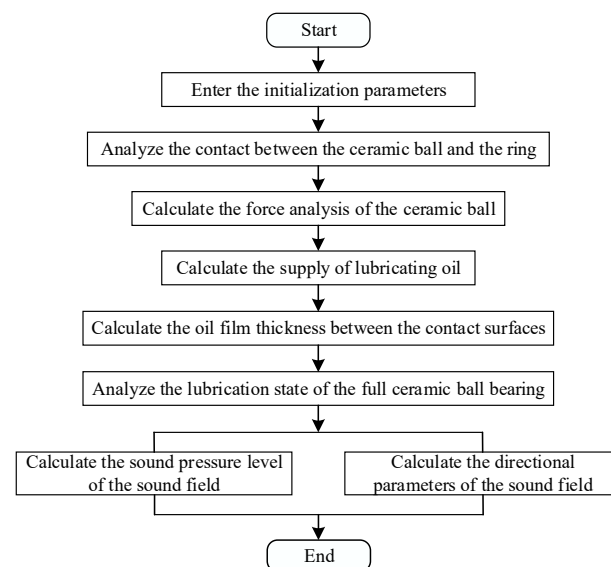 Start
Enter the initialization parameters
Analyze the contact between the ceramic ball and the ring
Calculate the force analysis of the ceramic ball
Calculate the supply of lubricating oil
Calculate the oil film thickness between the contact surfaces
Analyze the lubrication state of the full ceramic ball bearing
Calculate the sound pressure level
of the sound field
Calculate the directional
parameters of the sound field
End